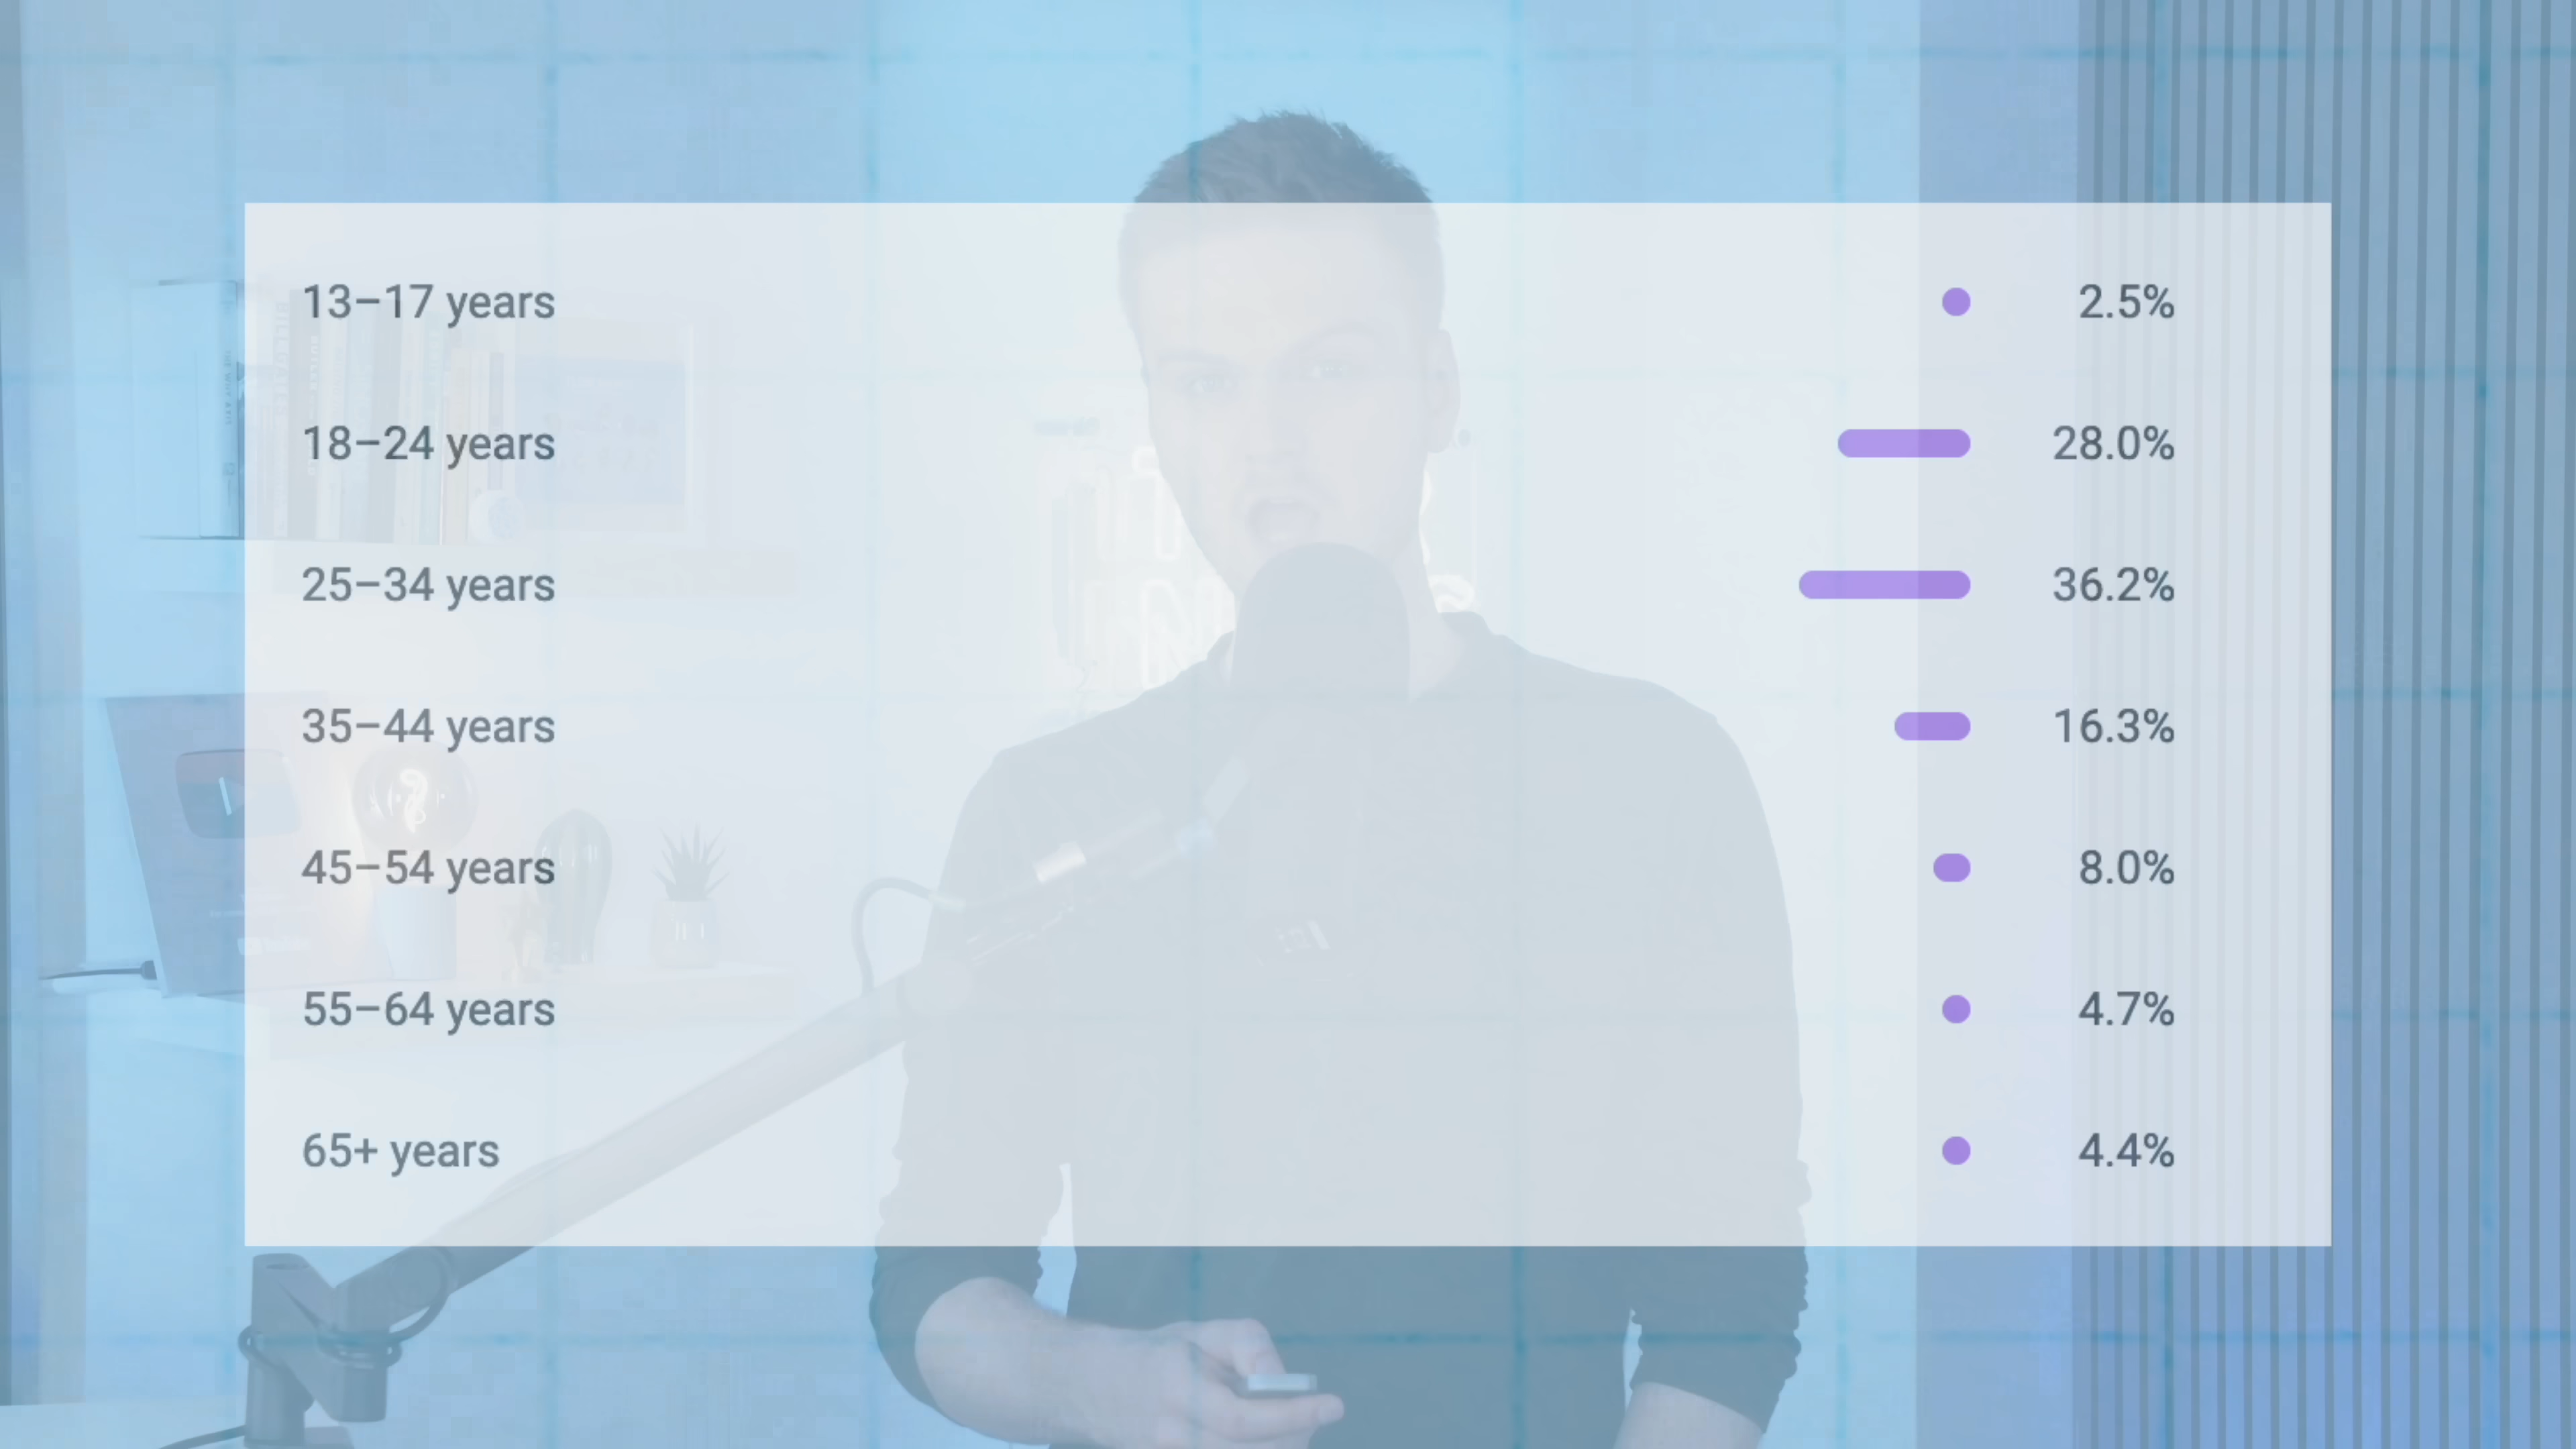 13–17 years 2.5%
18–24 years 28.0%
25–34 years 36.2%
35–44 years 16.3%
45–54 years 8.0%
55–64 years 4.7%
65+ years 4.4%